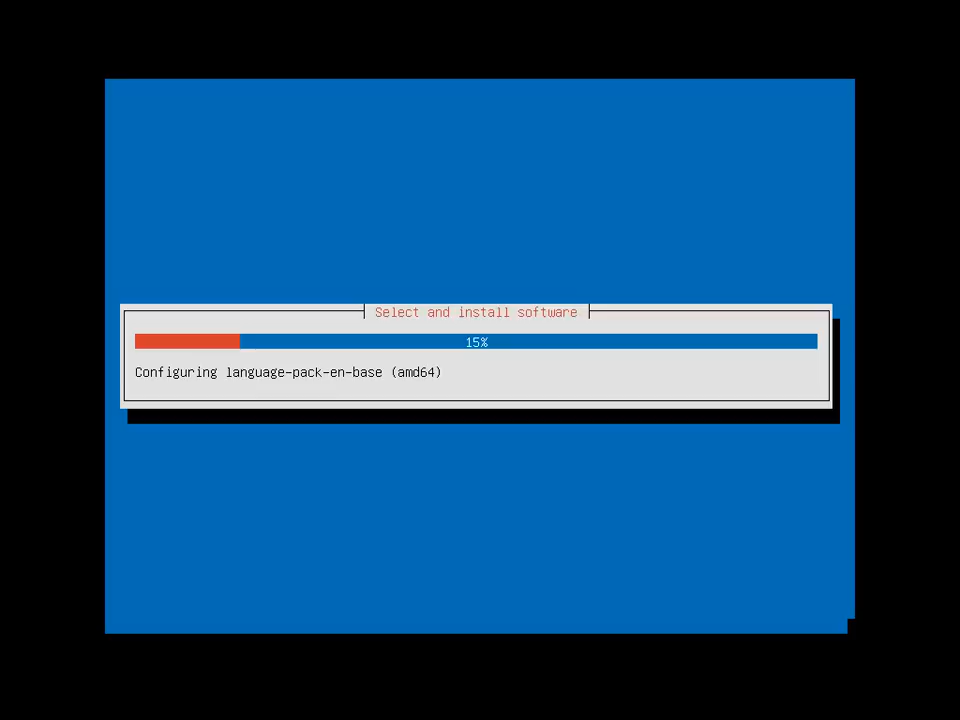 Select and install software
15%
Configuring language-pack-en-base (amd64)